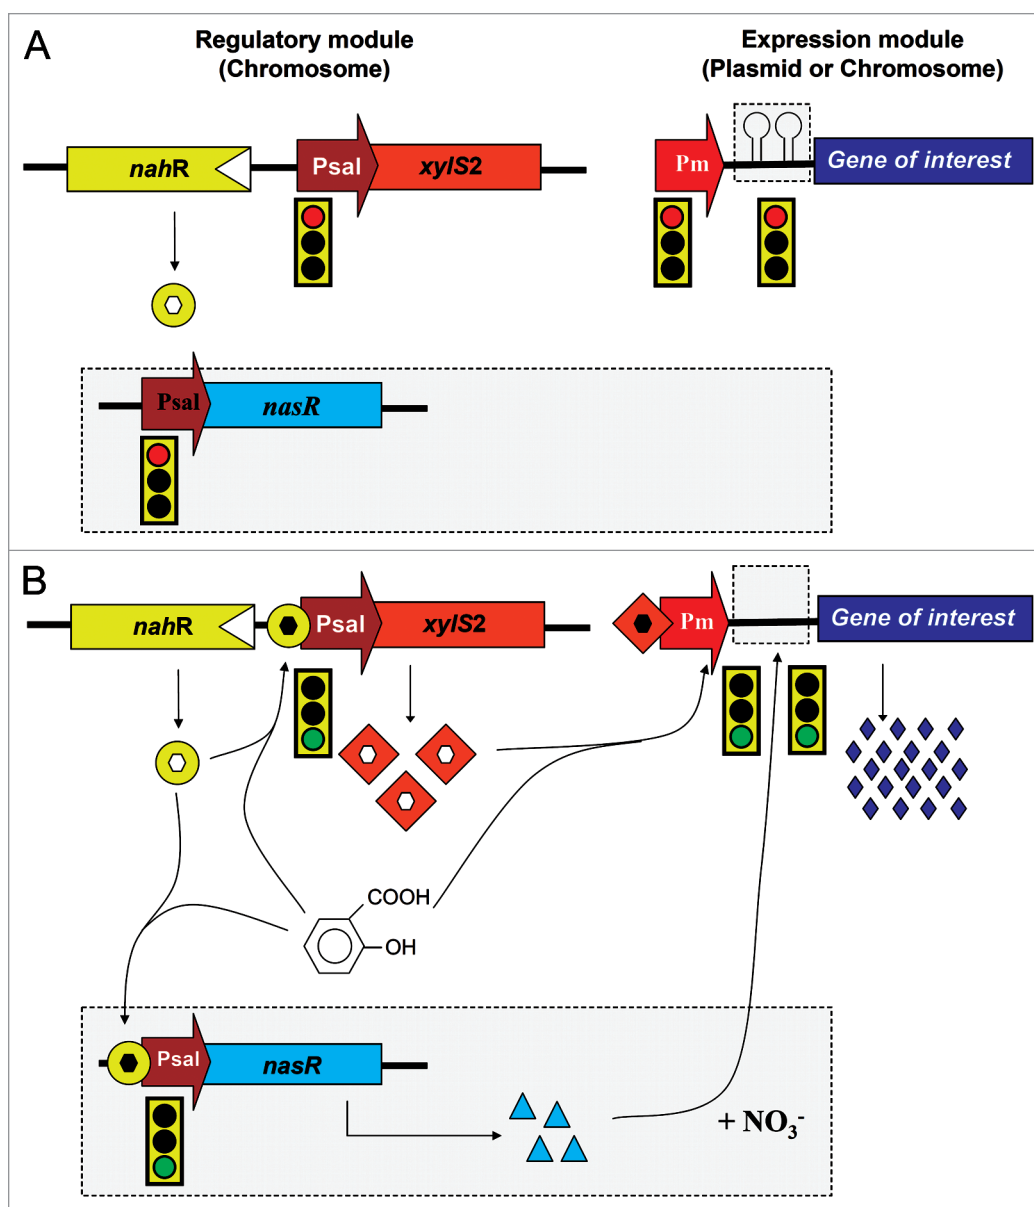 A
Regulatory module
(Chromosome)
Expression module
(Plasmid or Chromosome)
nahR
Psal
xylS2
Pm
Gene of interest
Psal
nasR
B
nahR
Psal
xylS2
Pm
Gene of interest
COOH
OH
Psal
nasR
+ NO₃⁻